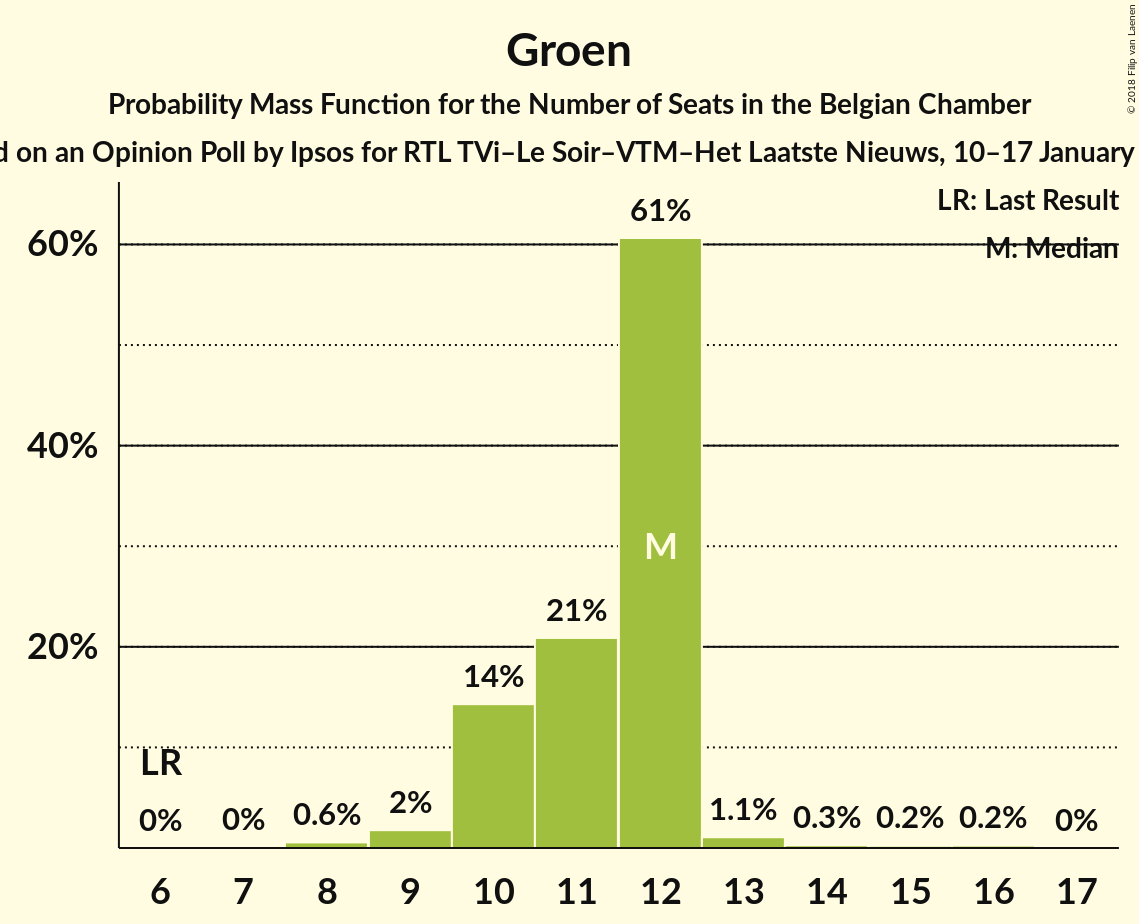 Groen
Probability Mass Function for the Number of Seats in the Belgian Chamber
on an Opinion Poll by Ipsos for RTL TVi–Le Soir–VTM–Het Laatste Nieuws, 10–17 January
© 2018 Filip van Laenen
LR: Last Result
M: Median
60%
40%
20%
61%
M
21%
14%
LR
0%
0%
0.6%
2%
1.1%
0.3%
0.2%
0.2%
0%
6 7 8 9 10 11 12 13 14 15 16 17